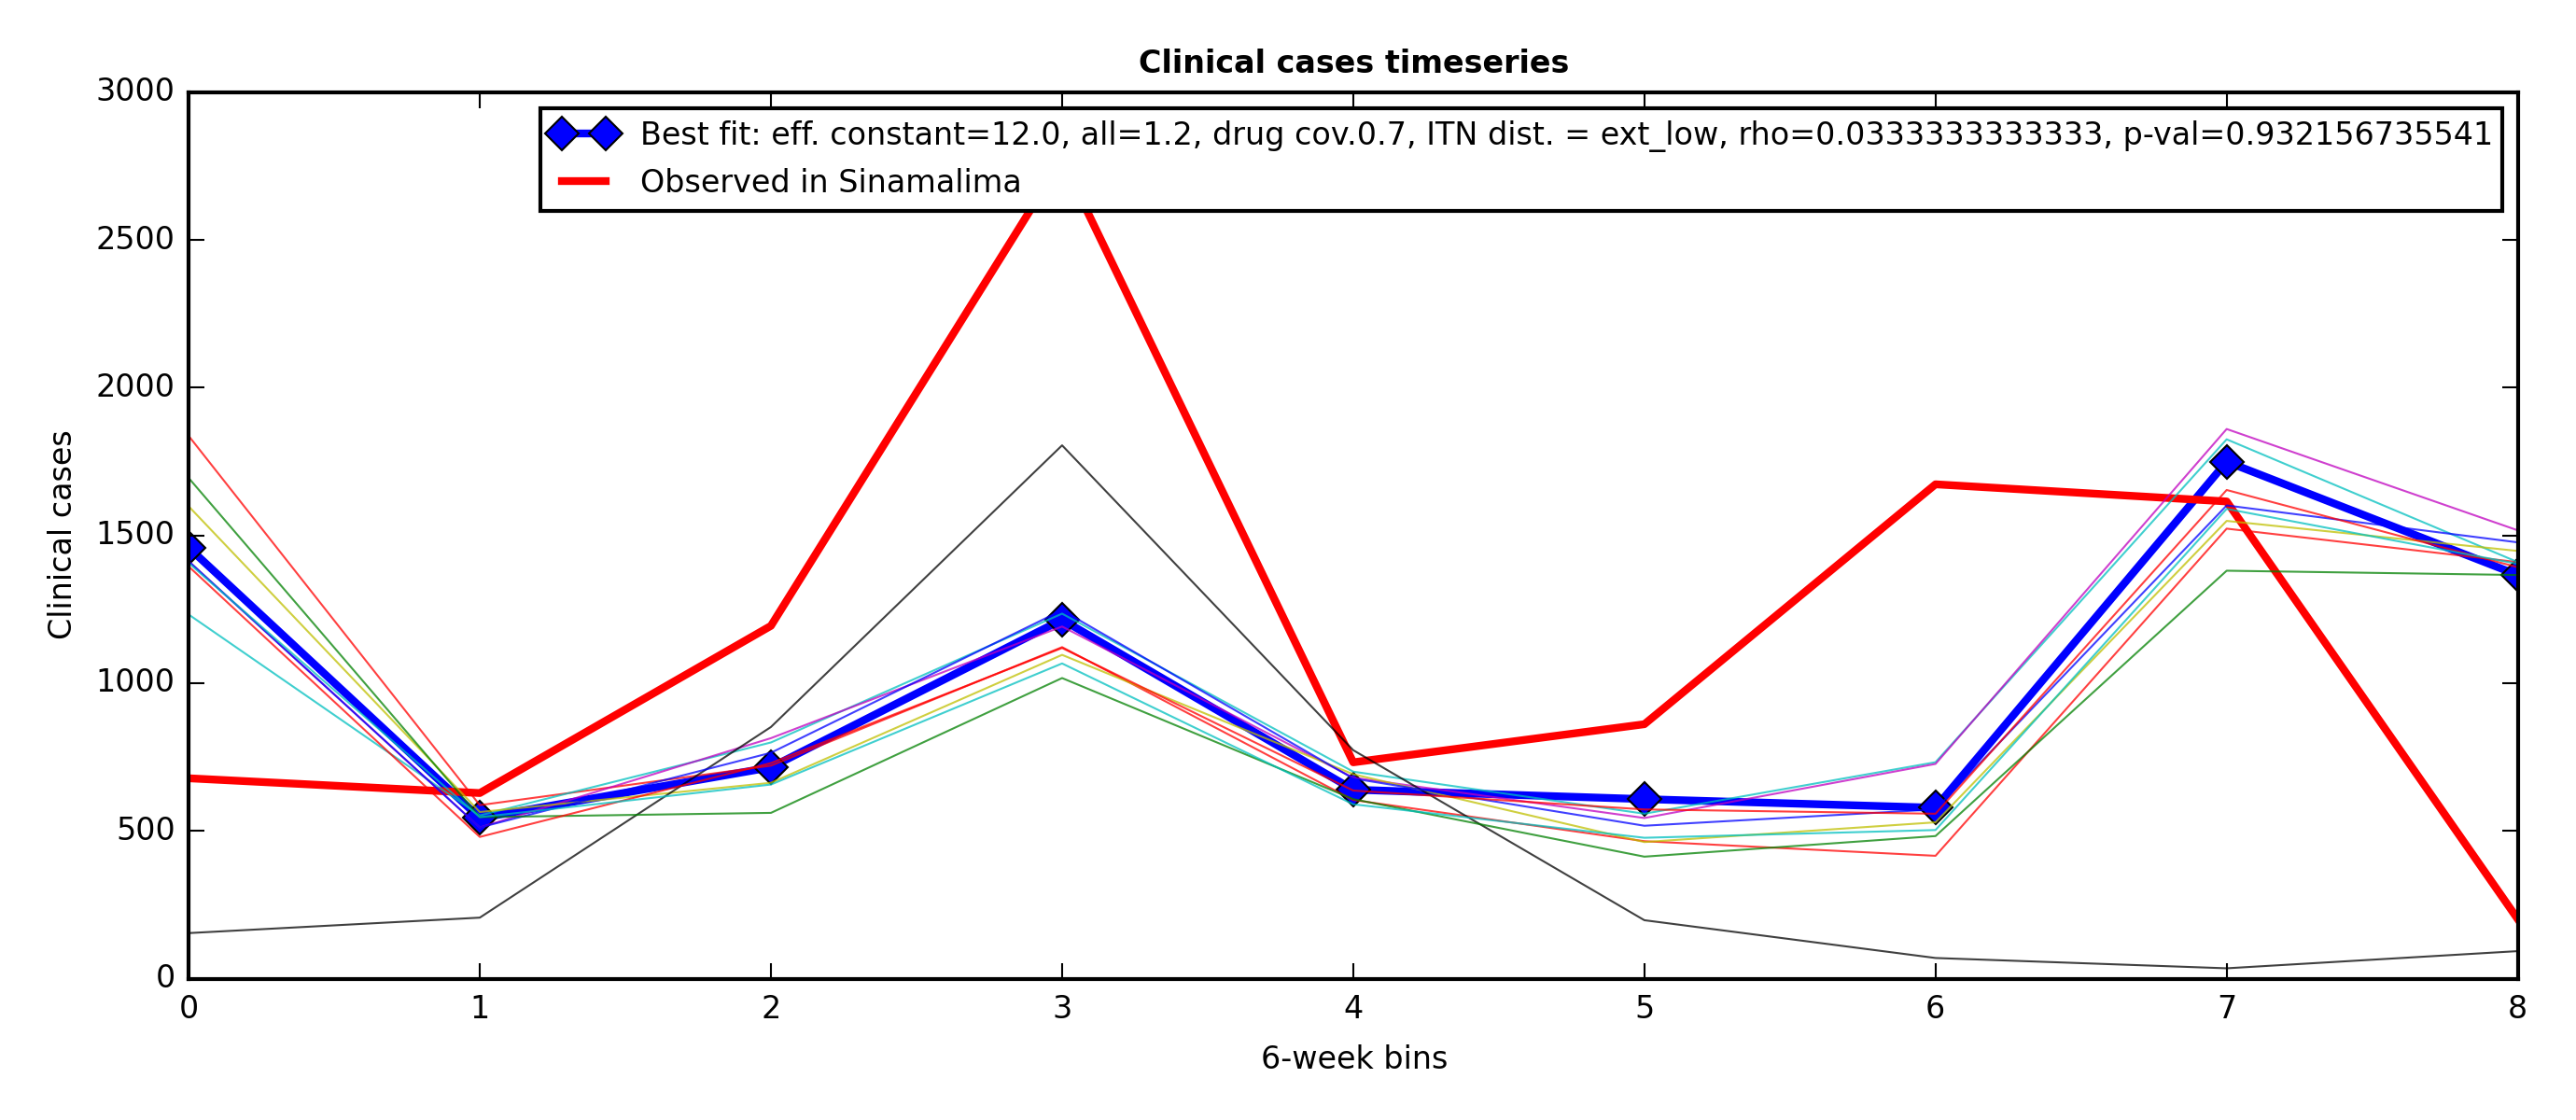 Clinical cases timeseries
3000
2500
2000
1500
1000
500
0
Clinical cases
Best fit: eff. constant=12.0, all=1.2, drug cov.0.7, ITN dist. = ext_low, rho=0.0333333333333, p-val=0.932156735541
Observed in Sinamalima
0 1 2 3 4 5 6 7 8
6-week bins